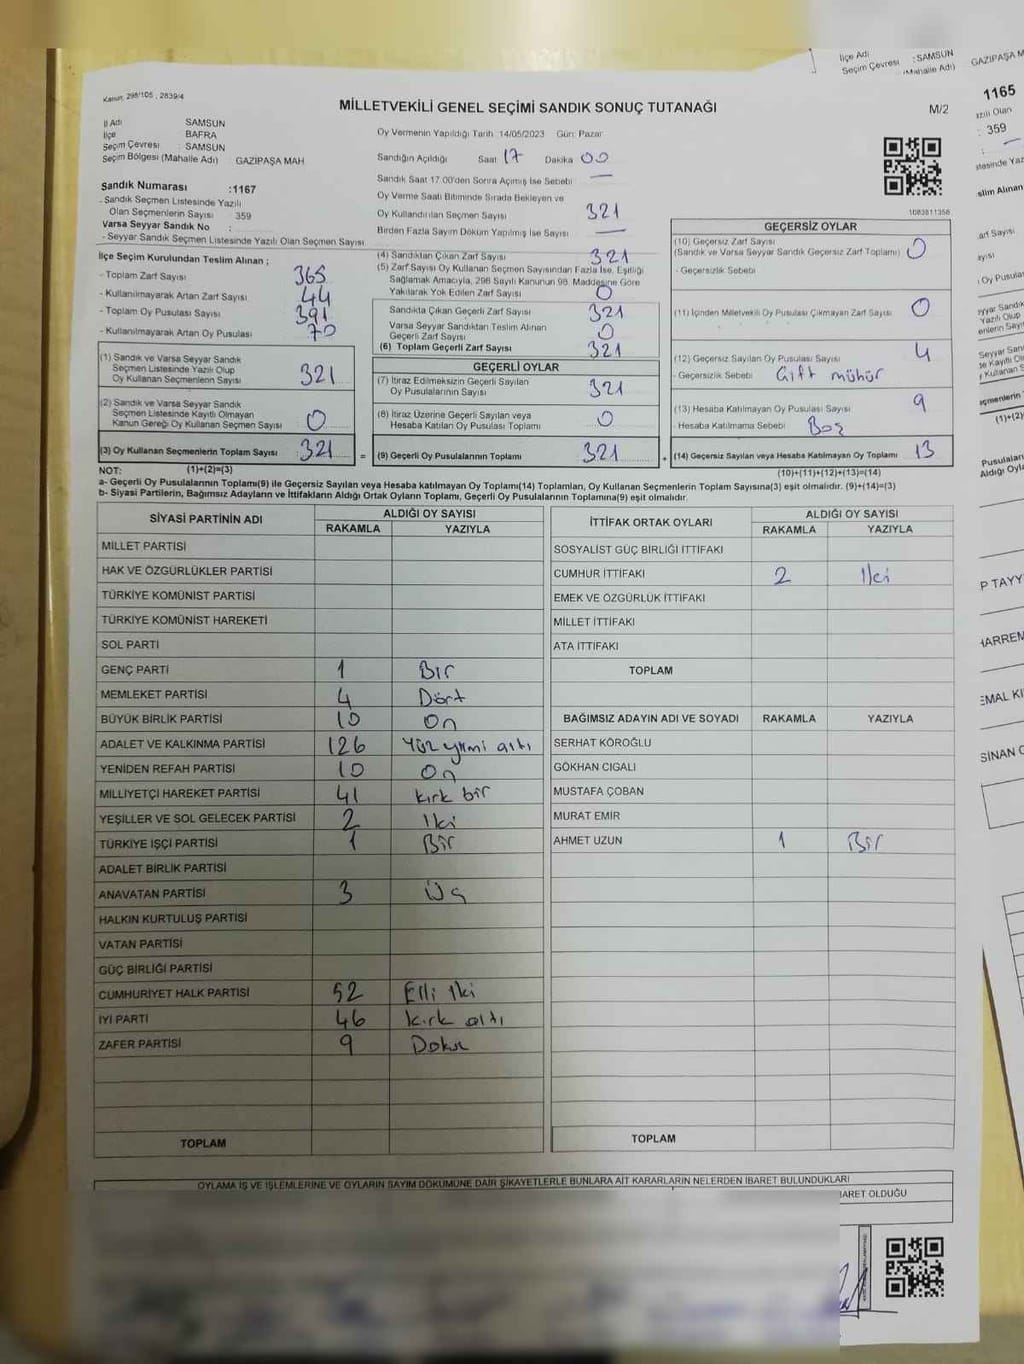 İlçe Adı
Seçim Çevresi :SAMSUN
(Mahalle Adı) GAZIPAŞA M
1165
359
Kanun: 298/105 , 2839/4
MİLLETVEKİLİ GENEL SEÇİMİ SANDIK SONUÇ TUTANAĞI
M/2
İl Adı SAMSUN
İlçe BAFRA
Seçim Çevresi : SAMSUN
Seçim Bölgesi (Mahalle Adı) : GAZIPAŞA MAH
Oy Vermenin Yapıldığı Tarih 14/05/2023 Gün: Pazar
Sandığın Açıldığı Saat 17 Dakika 00
Sandık Saat 17.00'den Sonra Açılmış İse Sebebi —
Oy Verme Saati Bitiminde Sırada Bekleyen ve
Oy Kullandırılan Seçmen Sayısı 321
Birden Fazla Sayım Döküm Yapılmış İse Sayısı —
1083811358
Sandık Numarası :1167
- Sandık Seçmen Listesinde Yazılı
Olan Seçmenlerin Sayısı : 359
Varsa Seyyar Sandık No :
- Seyyar Sandık Seçmen Listesinde Yazılı Olan Seçmen Sayısı
İlçe Seçim Kurulundan Teslim Alınan ;
- Toplam Zarf Sayısı 365
- Kullanılmayarak Artan Zarf Sayısı 44
- Toplam Oy Pusulası Sayısı 391
- Kullanılmayarak Artan Oy Pusulası 70
(1) Sandık ve Varsa Seyyar Sandık
Seçmen Listesinde Yazılı Olup
Oy Kullanan Seçmenlerin Sayısı 321
(2) Sandık ve Varsa Seyyar Sandık
Seçmen Listesinde Kayıtlı Olmayan
Kanun Gereği Oy Kullanan Seçmen Sayısı 0
(3) Oy Kullanan Seçmenlerin Toplam Sayısı 321 =
(1)+(2)=(3)
(4) Sandıktan Çıkan Zarf Sayısı 321
(5) Zarf Sayısı Oy Kullanan Seçmen Sayısından Fazla İse, Eşitliği
Sağlamak Amacıyla, 298 Sayılı Kanunun 98. Maddesine Göre
Yakılarak Yok Edilen Zarf Sayısı 0
Sandıkta Çıkan Geçerli Zarf Sayısı 321
Varsa Seyyar Sandıktan Teslim Alınan
Geçerli Zarf Sayısı 0
(6) Toplam Geçerli Zarf Sayısı 321
GEÇERLİ OYLAR
(7) İtiraz Edilmeksizin Geçerli Sayılan
Oy Pusulalarının Sayısı 321
(8) İtiraz Üzerine Geçerli Sayılan veya
Hesaba Katılan Oy Pusulası Toplamı 0
(9) Geçerli Oy Pusulalarının Toplamı 321 +
GEÇERSİZ OYLAR
(10) Geçersiz Zarf Sayısı
(Sandık ve Varsa Seyyar Sandık Geçersiz Zarf Toplamı) 0
- Geçersizlik Sebebi
(11) İçinden Milletvekili Oy Pusulası Çıkmayan Zarf Sayısı 0
(12) Geçersiz Sayılan Oy Pusulası Sayısı 4
- Geçersizlik Sebebi Çift mühür
(13) Hesaba Katılmayan Oy Pusulası Sayısı 9
- Hesaba Katılmama Sebebi Boş
(14) Geçersiz Sayılan veya Hesaba Katılmayan Oy Toplamı 13
(10)+(11)+(12)+(13)=(14)
NOT:
a- Geçerli Oy Pusulalarının Toplamı(9) ile Geçersiz Sayılan veya Hesaba katılmayan Oy Toplamı(14) Toplamları, Oy Kullanan Seçmenlerin Toplam Sayısına(3) eşit olmalıdır. (9)+(14)=(3)
b- Siyasi Partilerin, Bağımsız Adayların ve İttifakların Aldığı Ortak Oyların Toplamı, Geçerli Oy Pusulalarının Toplamına(9) eşit olmalıdır.
SİYASİ PARTİNİN ADI ALDIĞI OY SAYISI
RAKAMLA YAZIYLA
MİLLET PARTİSİ
HAK VE ÖZGÜRLÜKLER PARTİSİ
TÜRKİYE KOMÜNİST PARTİSİ
TÜRKİYE KOMÜNİST HAREKETİ
SOL PARTİ
GENÇ PARTİ 1 Bir
MEMLEKET PARTİSİ 4 Dört
BÜYÜK BİRLİK PARTİSİ 10 On
ADALET VE KALKINMA PARTİSİ 126 Yüz yirmi altı
YENİDEN REFAH PARTİSİ 10 On
MİLLİYETÇİ HAREKET PARTİSİ 41 kırk bir
YEŞİLLER VE SOL GELECEK PARTİSİ 2 İki
TÜRKİYE İŞÇİ PARTİSİ 1 Bir
ADALET BİRLİK PARTİSİ
ANAVATAN PARTİSİ 3 Üç
HALKIN KURTULUŞ PARTİSİ
VATAN PARTİSİ
GÜÇ BİRLİĞİ PARTİSİ
CUMHURİYET HALK PARTİSİ 52 Elli iki
İYİ PARTİ 46 kırk altı
ZAFER PARTİSİ 9 Dokuz
TOPLAM
İTTİFAK ORTAK OYLARI ALDIĞI OY SAYISI
RAKAMLA YAZIYLA
SOSYALİST GÜÇ BİRLİĞİ İTTİFAKI
CUMHUR İTTİFAKI 2 İki
EMEK VE ÖZGÜRLÜK İTTİFAKI
MİLLET İTTİFAKI
ATA İTTİFAKI
TOPLAM
BAĞIMSIZ ADAYIN ADI VE SOYADI RAKAMLA YAZIYLA
SERHAT KÖROĞLU
GÖKHAN CIGALI
MUSTAFA ÇOBAN
MURAT EMİR
AHMET UZUN 1 Bir
TOPLAM
OYLAMA İŞ VE İŞLEMLERİNE VE OYLARIN SAYIM DÖKÜMÜNE DAİR ŞİKAYETLERLE BUNLARA AİT KARARLARIN NELERDEN İBARET BULUNDUKLARI
İBARET OLDUĞU